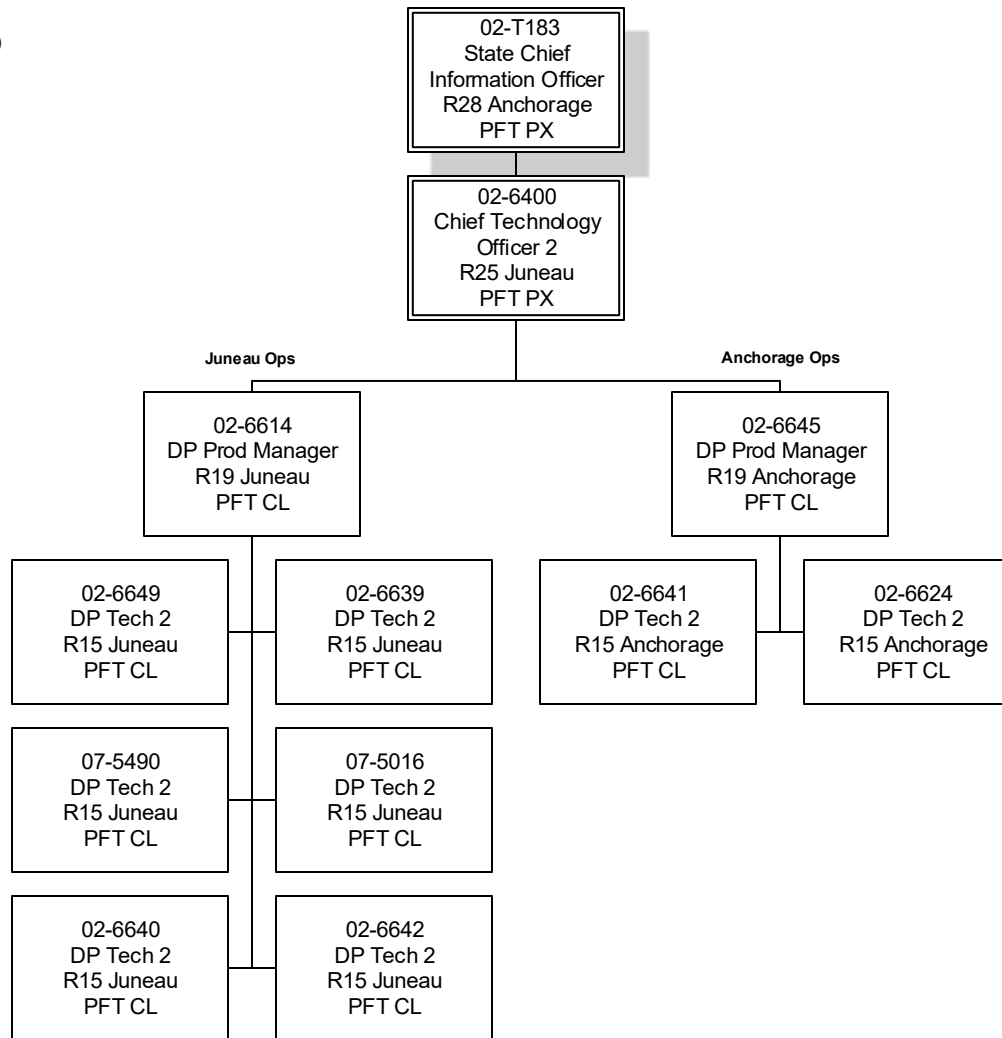 )
02-T183
State Chief
Information Officer
R28 Anchorage
PFT PX
02-6400
Chief Technology
Officer 2
R25 Juneau
PFT PX
Juneau Ops
Anchorage Ops
02-6614
DP Prod Manager
R19 Juneau
PFT CL
02-6645
DP Prod Manager
R19 Anchorage
PFT CL
02-6649
DP Tech 2
R15 Juneau
PFT CL
02-6639
DP Tech 2
R15 Juneau
PFT CL
02-6641
DP Tech 2
R15 Anchorage
PFT CL
02-6624
DP Tech 2
R15 Anchorage
PFT CL
07-5490
DP Tech 2
R15 Juneau
PFT CL
07-5016
DP Tech 2
R15 Juneau
PFT CL
02-6640
DP Tech 2
R15 Juneau
PFT CL
02-6642
DP Tech 2
R15 Juneau
PFT CL